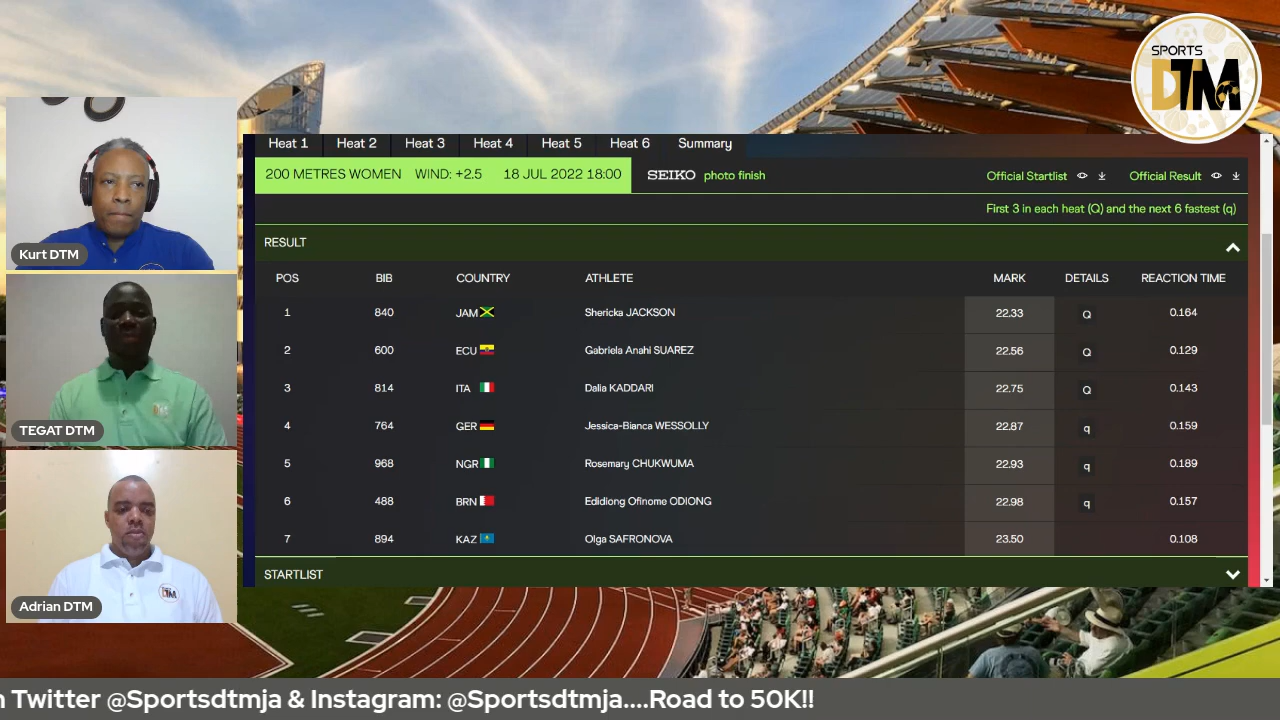 SPORTS
DTM
Heat 1 Heat 2 Heat 3 Heat 4 Heat 5 Heat 6 Summary
200 METRES WOMEN WIND: +2.5 18 JUL 2022 18:00 SEIKO photo finish Official Startlist Official Result
First 3 in each heat (Q) and the next 6 fastest (q)
RESULT
POS BIB COUNTRY ATHLETE MARK DETAILS REACTION TIME
1 840 JAM Shericka JACKSON 22.33 Q 0.164
2 600 ECU Gabriela Anahi SUAREZ 22.56 Q 0.129
3 814 ITA Dalia KADDARI 22.75 Q 0.143
4 764 GER Jessica-Bianca WESSOLLY 22.87 q 0.159
5 968 NGR Rosemary CHUKWUMA 22.93 q 0.189
6 488 BRN Edidiong Ofinome ODIONG 22.98 q 0.157
7 894 KAZ Olga SAFRONOVA 23.50 0.108
STARTLIST
Kurt DTM
TEGAT DTM
Adrian DTM
n Twitter @Sportsdtmja & Instagram: @Sportsdtmja....Road to 50K!!